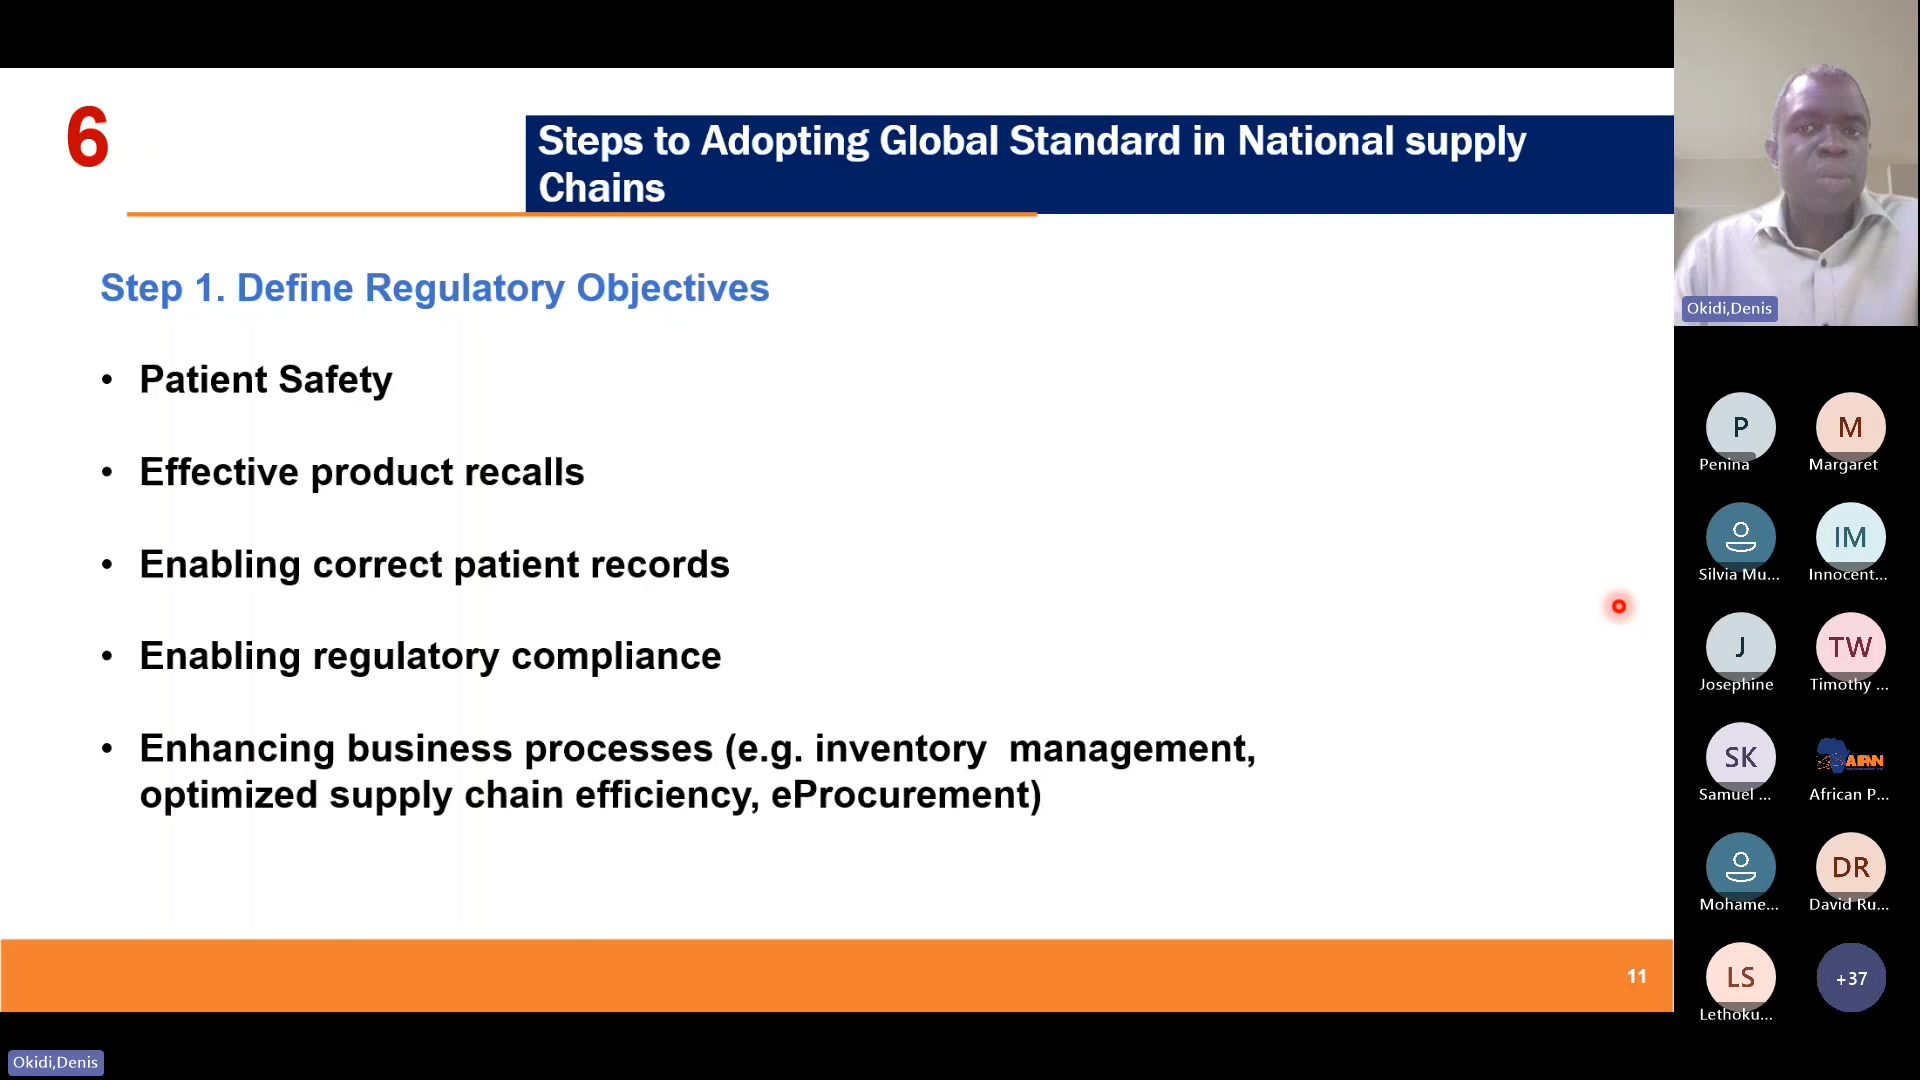 6
Steps to Adopting Global Standard in National supply
Chains
Step 1. Define Regulatory Objectives
• Patient Safety
• Effective product recalls
• Enabling correct patient records
• Enabling regulatory compliance
• Enhancing business processes (e.g. inventory management,
optimized supply chain efficiency, eProcurement)
11
Okidi,Denis
Okidi,Denis
P
Penina
M
Margaret
Silvia Mu...
IM
Innocent...
J
Josephine
TW
Timothy ...
SK
Samuel ...
African P...
Mohame...
DR
David Ru...
LS
Lethoku...
+37